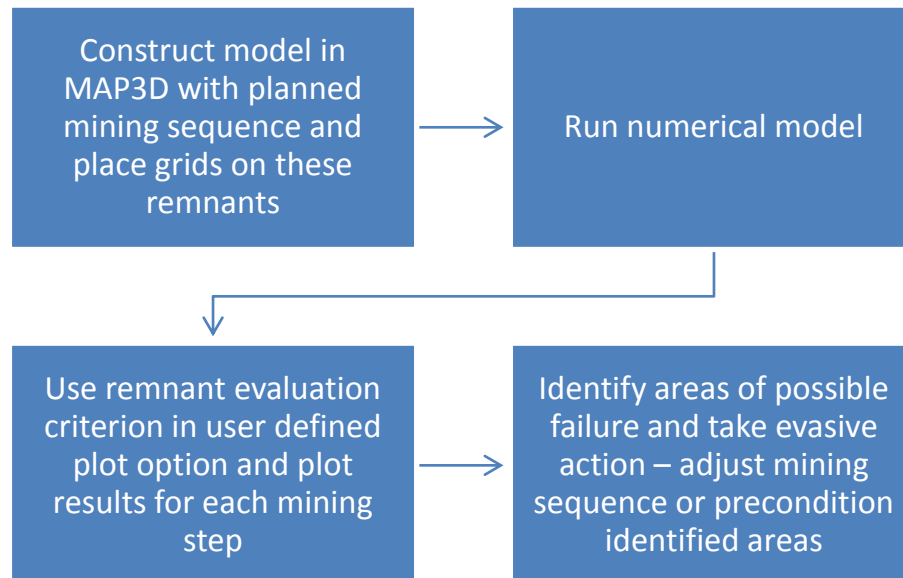 Construct model in
MAP3D with planned
mining sequence and
place grids on these
remnants
Run numerical model
Use remnant evaluation
criterion in user defined
plot option and plot
results for each mining
step
Identify areas of possible
failure and take evasive
action – adjust mining
sequence or precondition
identified areas